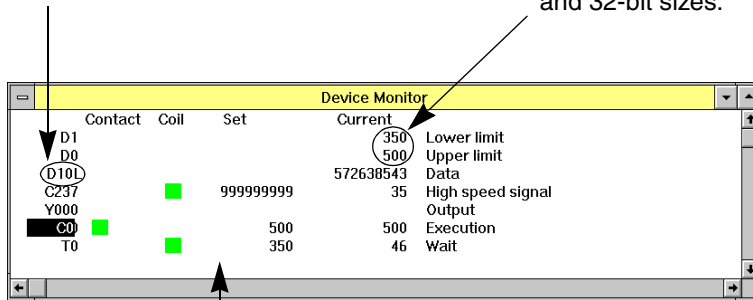 and 32-bit sizes.
Device Monitor
Contact Coil Set Current
D1 350 Lower limit
D0 500 Upper limit
D10L 572638543 Data
C237 999999999 35 High speed signal
Y000 Output
C0 500 500 Execution
T0 350 46 Wait